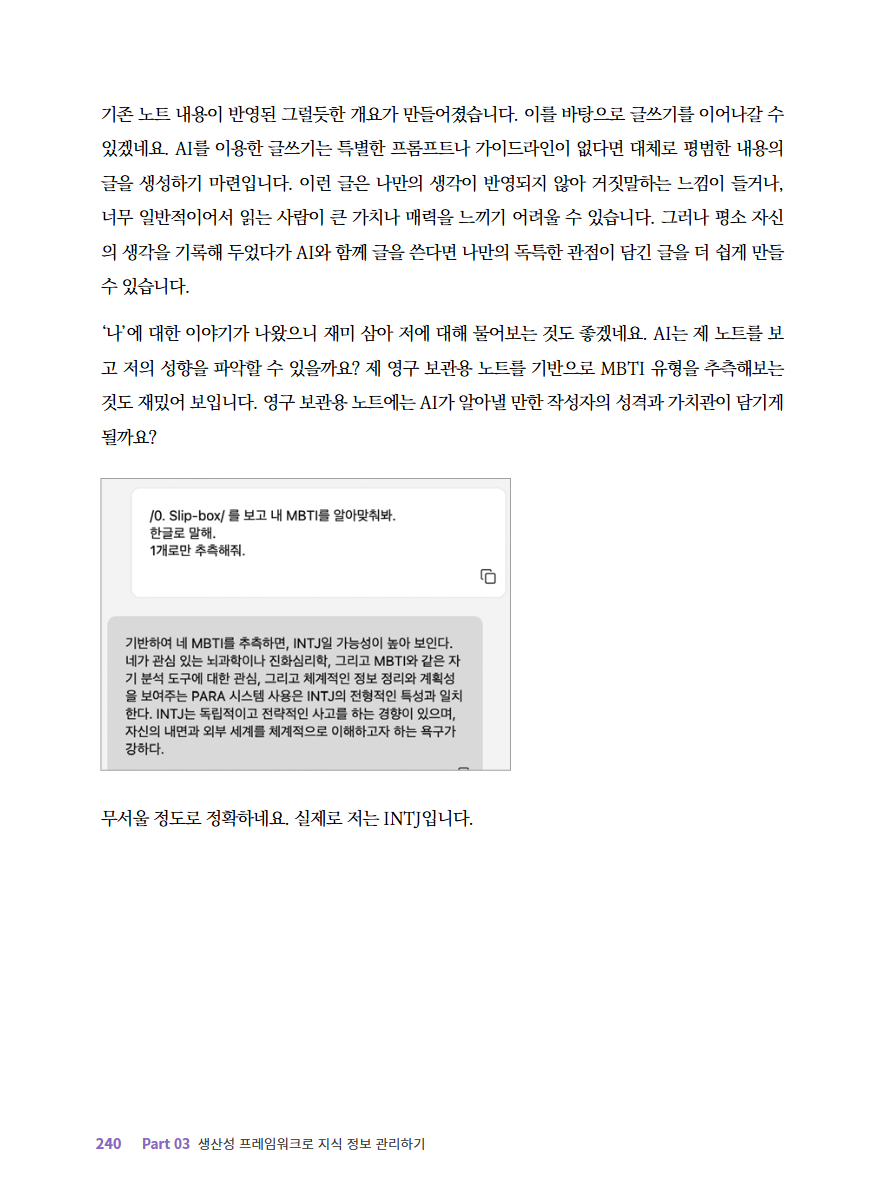 기존 노트 내용이 반영된 그럴듯한 개요가 만들어졌습니다. 이를 바탕으로 글쓰기를 이어나갈 수
있겠네요. AI를 이용한 글쓰기는 특별한 프롬프트나 가이드라인이 없다면 대체로 평범한 내용의
글을 생성하기 마련입니다. 이런 글은 나만의 생각이 반영되지 않아 거짓말하는 느낌이 들거나,
너무 일반적이어서 읽는 사람이 큰 가치나 매력을 느끼기 어려울 수 있습니다. 그러나 평소 자신
의 생각을 기록해 두었다가 AI와 함께 글을 쓴다면 나만의 독특한 관점이 담긴 글을 더 쉽게 만들
수 있습니다.
‘나’에 대한 이야기가 나왔으니 재미 삼아 저에 대해 물어보는 것도 좋겠네요. AI는 제 노트를 보
고 저의 성향을 파악할 수 있을까요? 제 영구 보관용 노트를 기반으로 MBTI 유형을 추측해보는
것도 재밌어 보입니다. 영구 보관용 노트에는 AI가 알아낼 만한 작성자의 성격과 가치관이 담기게
될까요?
/0. Slip-box/ 를 보고 내 MBTI를 알아맞춰봐.
한글로 말해.
1개로만 추측해줘.
기반하여 네 MBTI를 추측하면, INTJ일 가능성이 높아 보인다.
네가 관심 있는 뇌과학이나 진화심리학, 그리고 MBTI와 같은 자
기 분석 도구에 대한 관심, 그리고 체계적인 정보 정리와 계획성
을 보여주는 PARA 시스템 사용은 INTJ의 전형적인 특성과 일치
한다. INTJ는 독립적이고 전략적인 사고를 하는 경향이 있으며,
자신의 내면과 외부 세계를 체계적으로 이해하고자 하는 욕구가
강하다.
무서울 정도로 정확하네요. 실제로 저는 INTJ입니다.
240 Part 03 생산성 프레임워크로 지식 정보 관리하기